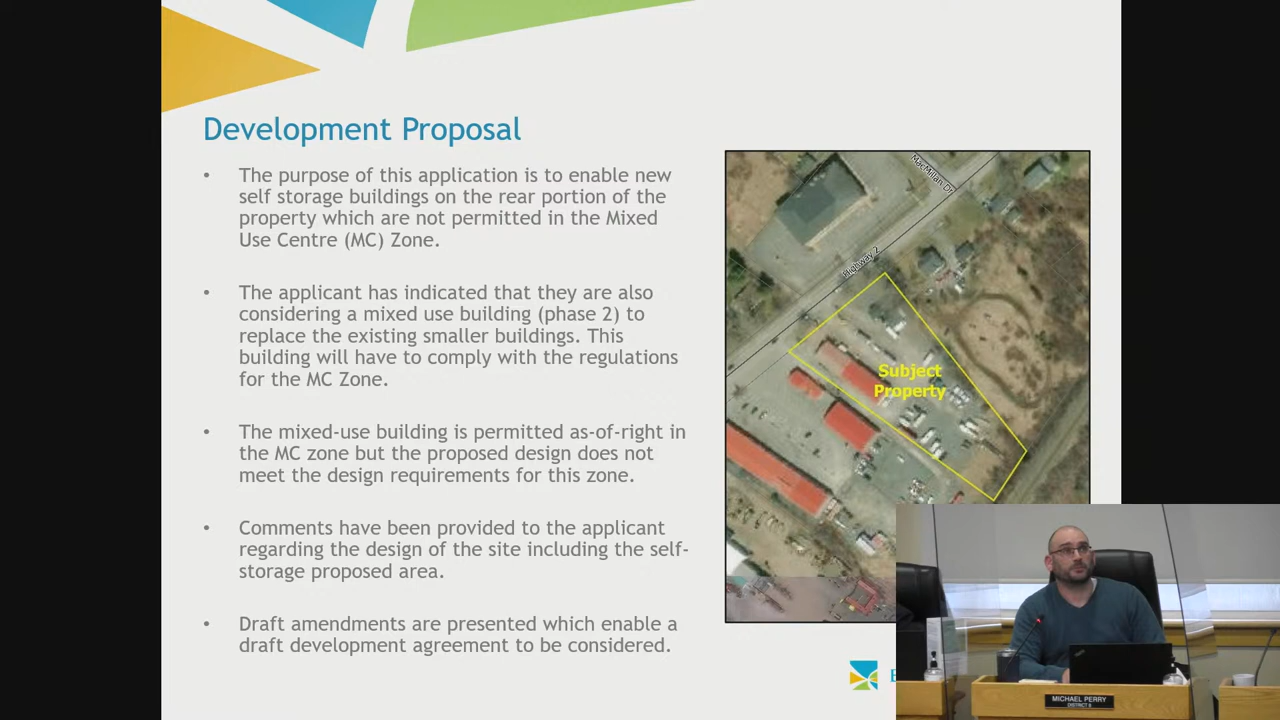 Development Proposal
• The purpose of this application is to enable new
self storage buildings on the rear portion of the
property which are not permitted in the Mixed
Use Centre (MC) Zone.
• The applicant has indicated that they are also
considering a mixed use building (phase 2) to
replace the existing smaller buildings. This
building will have to comply with the regulations
for the MC Zone.
• The mixed-use building is permitted as-of-right in
the MC zone but the proposed design does not
meet the design requirements for this zone.
• Comments have been provided to the applicant
regarding the design of the site including the self-
storage proposed area.
• Draft amendments are presented which enable a
draft development agreement to be considered.
MacMillan Dr
Highway 2
Subject
Property
E
MICHAEL PERRY
DISTRICT 8